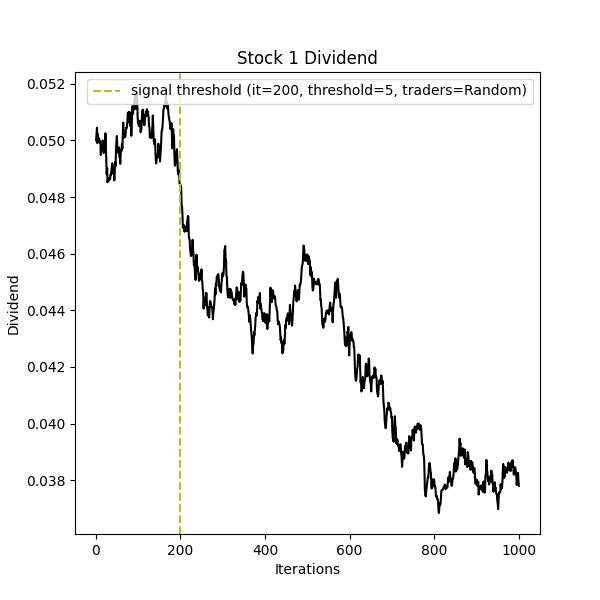 Stock 1 Dividend
signal threshold (it=200, threshold=5, traders=Random)
0.052
0.050
0.048
0.046
0.044
0.042
0.040
0.038
Dividend
0 200 400 600 800 1000
Iterations